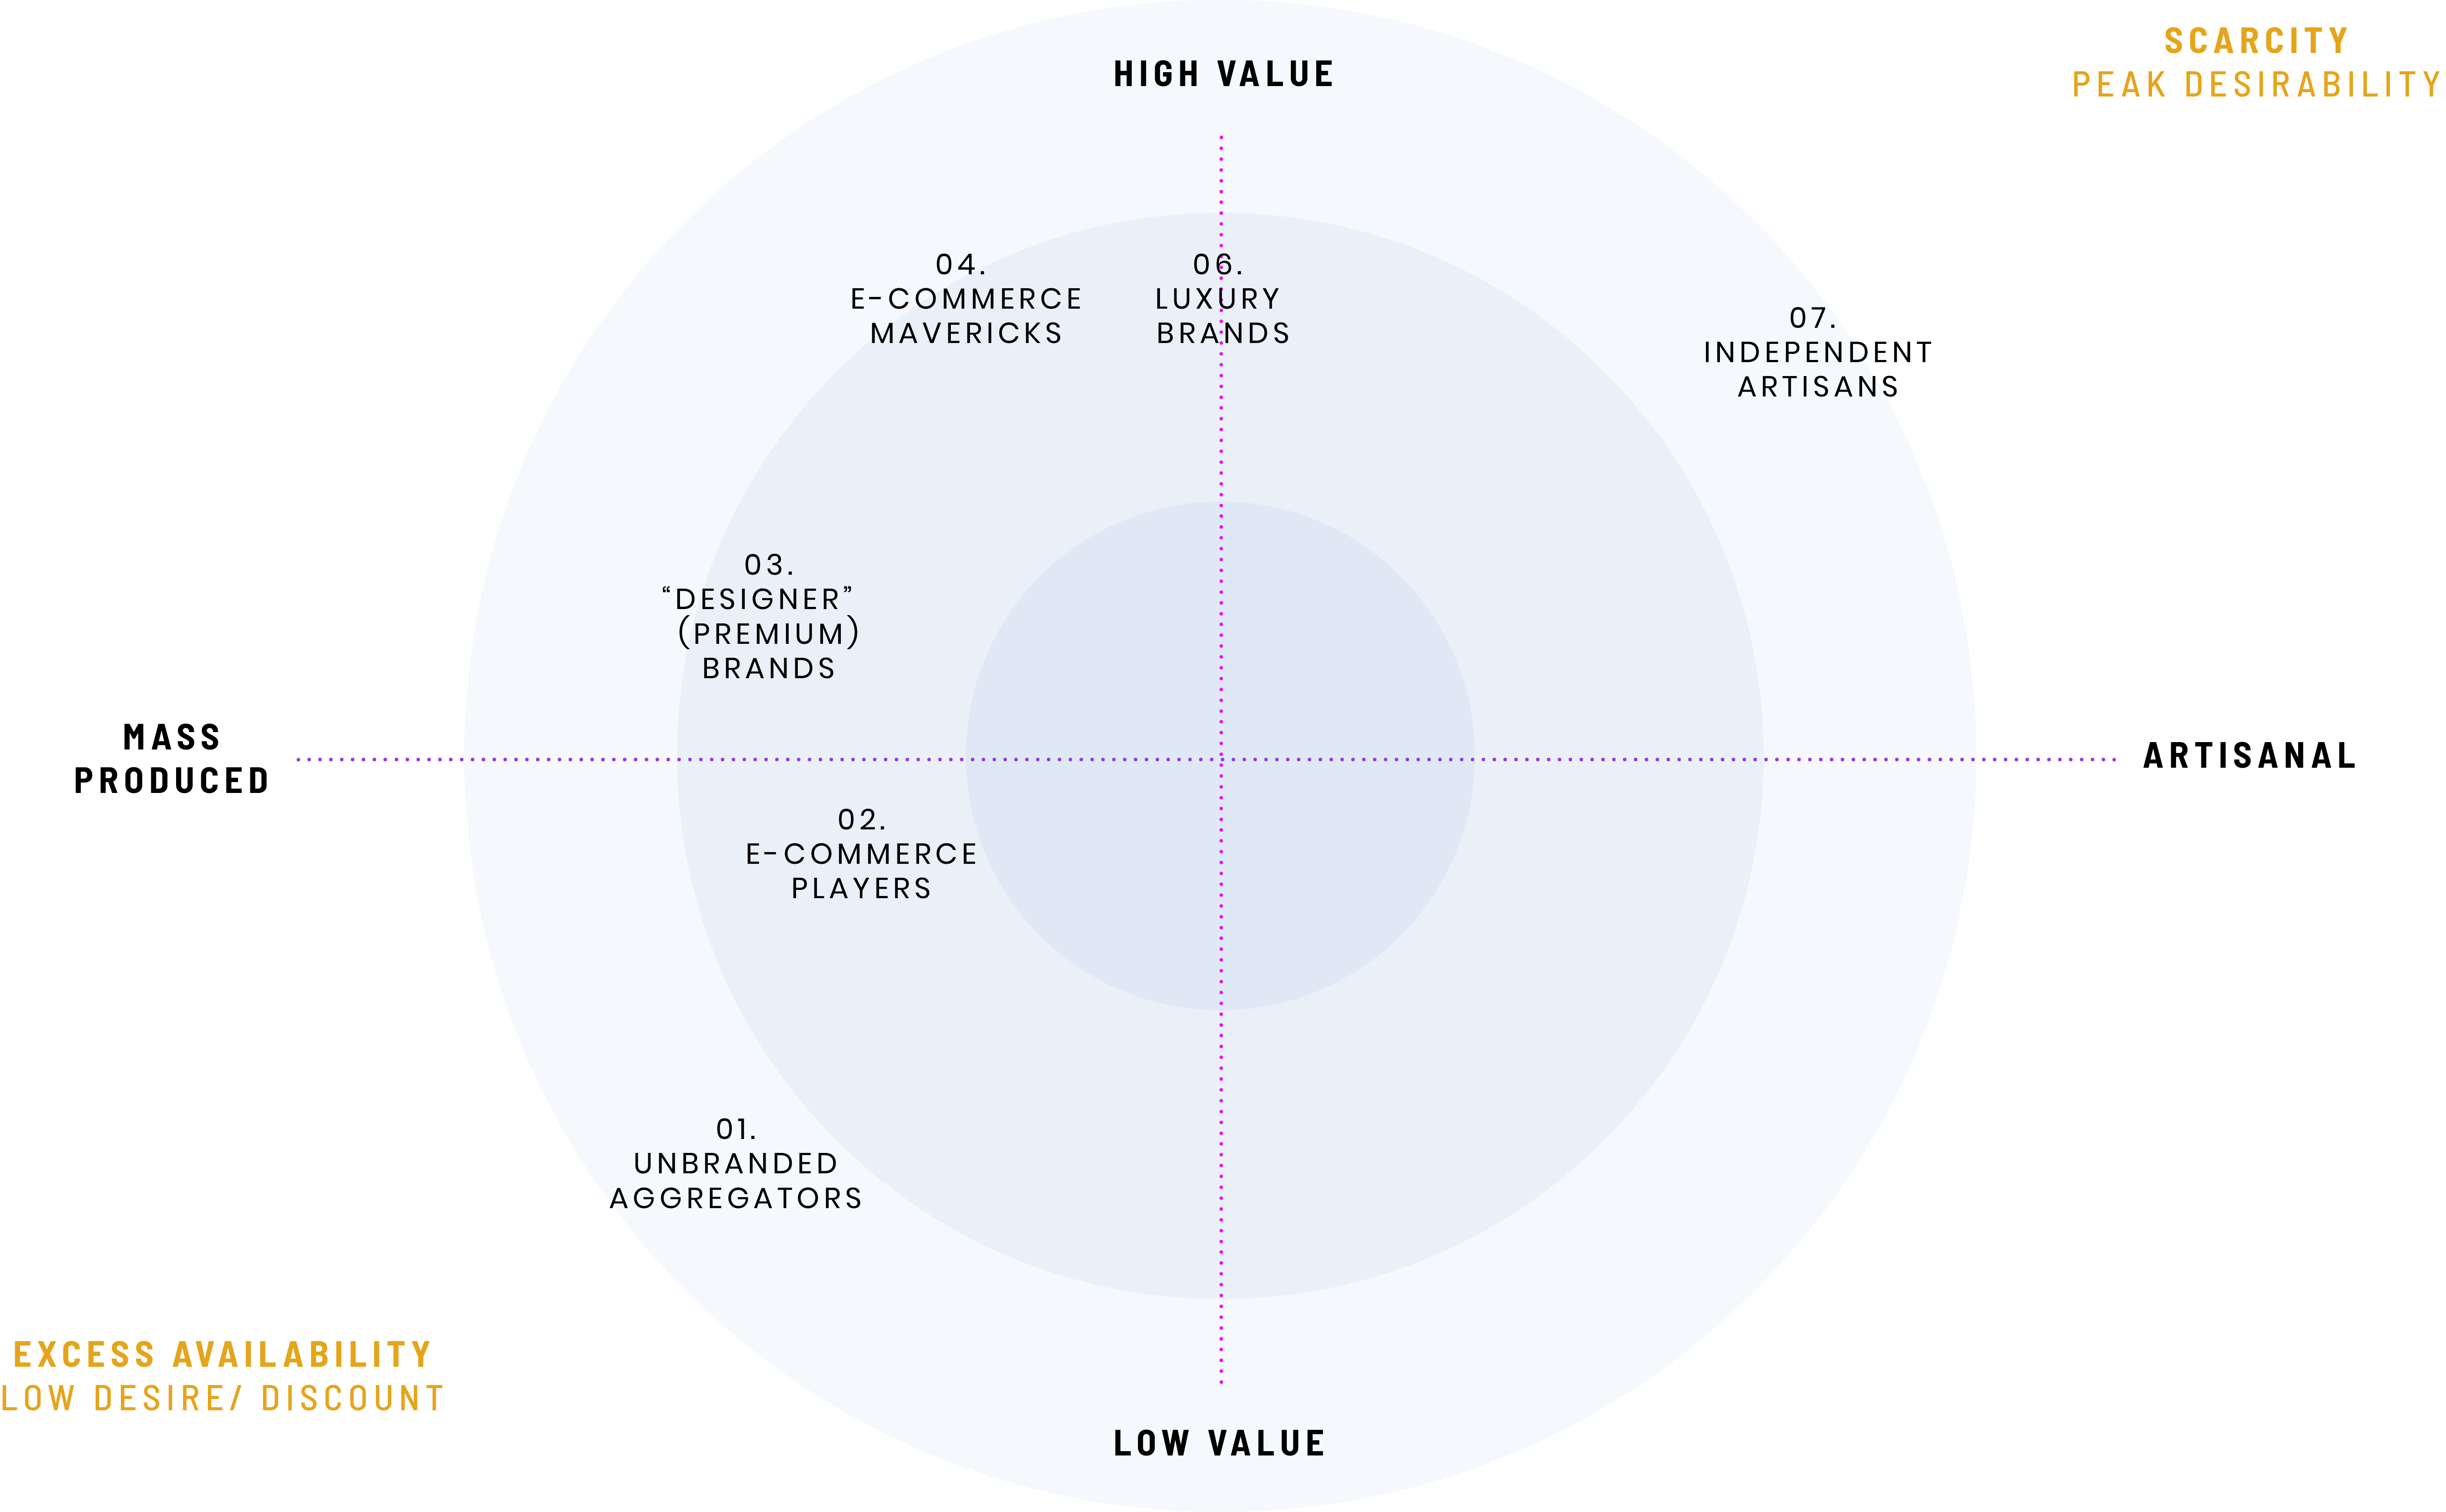 SCARCITY
PEAK DESIRABILITY
HIGH VALUE
04.
E-COMMERCE
MAVERICKS
06.
LUXURY
BRANDS
07.
INDEPENDENT
ARTISANS
03.
“DESIGNER”
(PREMIUM)
BRANDS
MASS
PRODUCED
ARTISANAL
02.
E-COMMERCE
PLAYERS
01.
UNBRANDED
AGGREGATORS
EXCESS AVAILABILITY
LOW DESIRE/ DISCOUNT
LOW VALUE